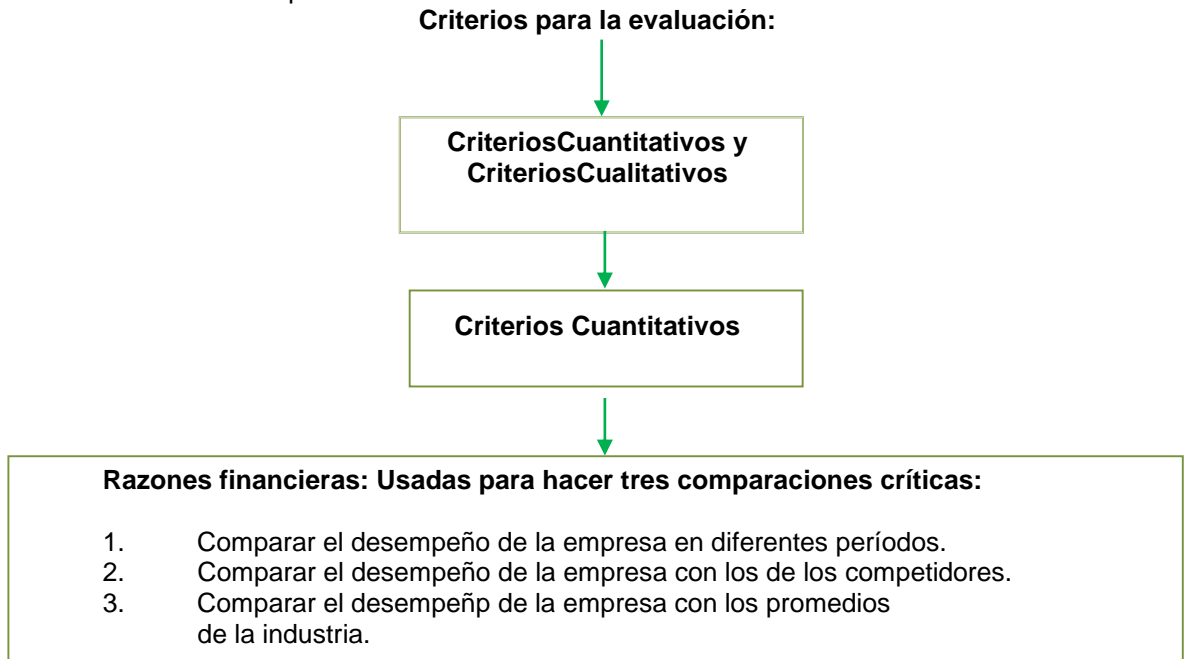 Criterios para la evaluación:
CriteriosCuantitativos y
CriteriosCualitativos
Criterios Cuantitativos
Razones financieras: Usadas para hacer tres comparaciones críticas:
1. Comparar el desempeño de la empresa en diferentes períodos.
2. Comparar el desempeño de la empresa con los de los competidores.
3. Comparar el desempeñp de la empresa con los promedios
de la industria.